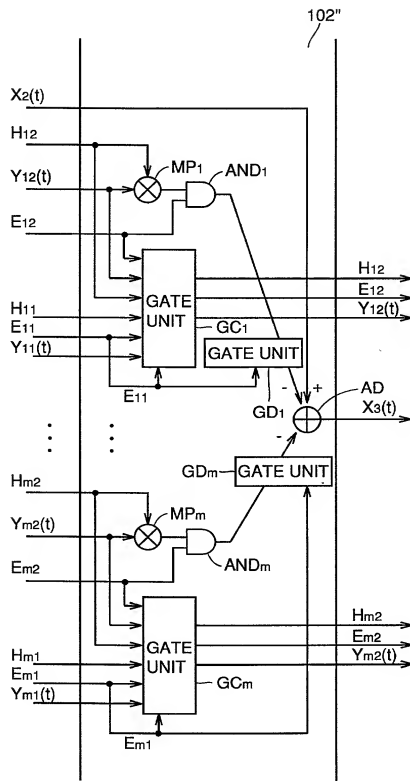 102"
X2(t)
H12
Y12(t)
MP1
AND1
E12
H12
E12
Y12(t)
GATE
UNIT
GC1
H11
E11
Y11(t)
GATE UNIT
E11
GD1
- +
AD
X3(t)
-
Hm2
GDm
GATE UNIT
Ym2(t)
MPm
ANDm
Em2
Hm2
Em2
Ym2(t)
GATE
UNIT
GCm
Hm1
Em1
Ym1(t)
Em1